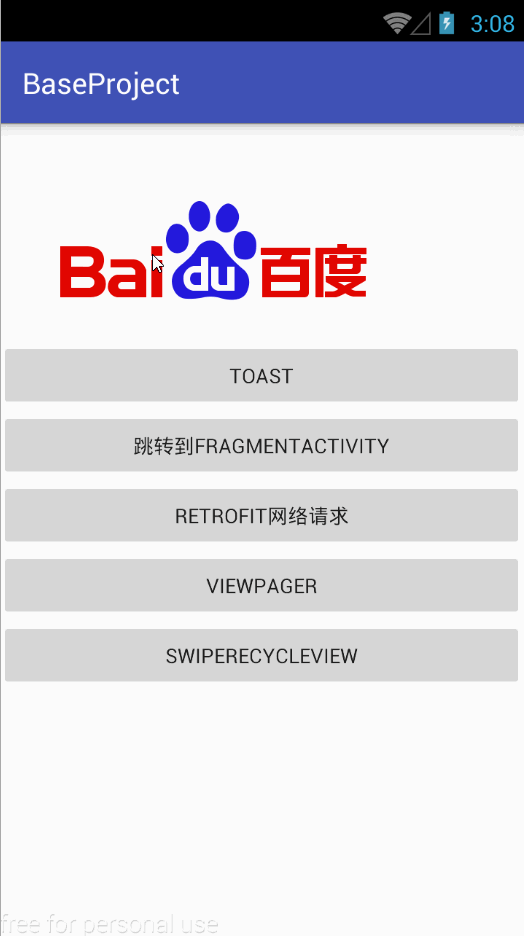 3:08
BaseProject
Bai du 百度
TOAST
跳转到FRAGMENTACTIVITY
RETROFIT网络请求
VIEWPAGER
SWIPERECYCLEVIEW
free for personal use